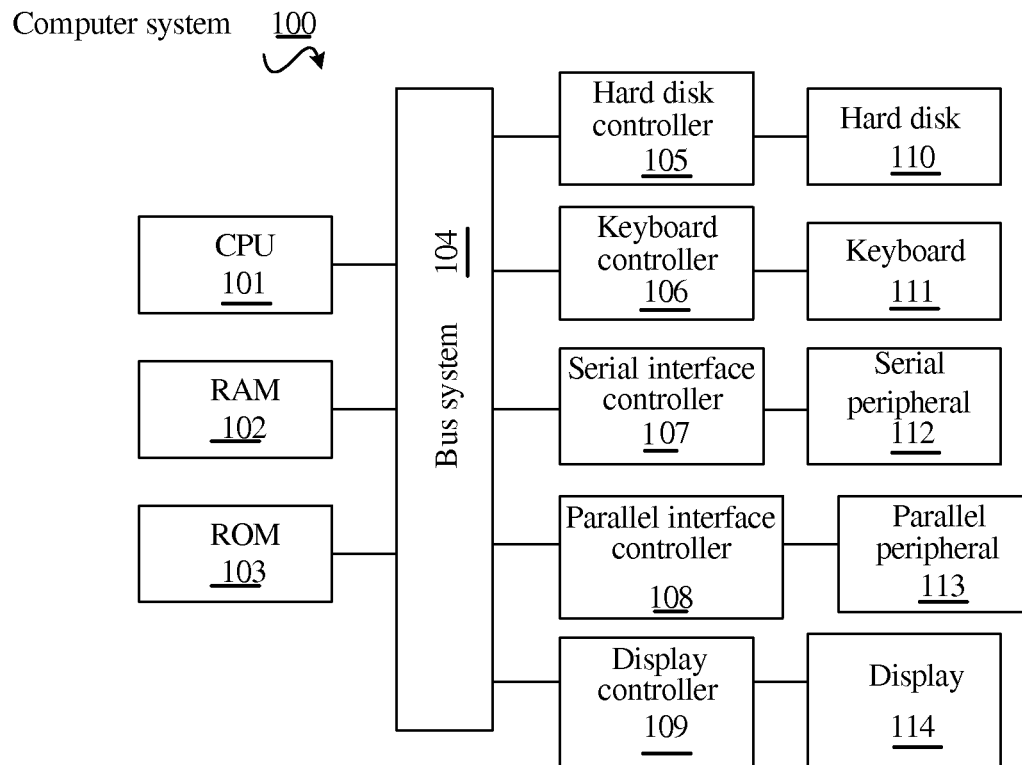 Computer system 100
CPU
101
RAM
102
ROM
103
Bus system 104
Hard disk
controller
105
Hard disk
110
Keyboard
controller
106
Keyboard
111
Serial interface
controller
107
Serial
peripheral
112
Parallel interface
controller
108
Parallel
peripheral
113
Display
controller
109
Display
114